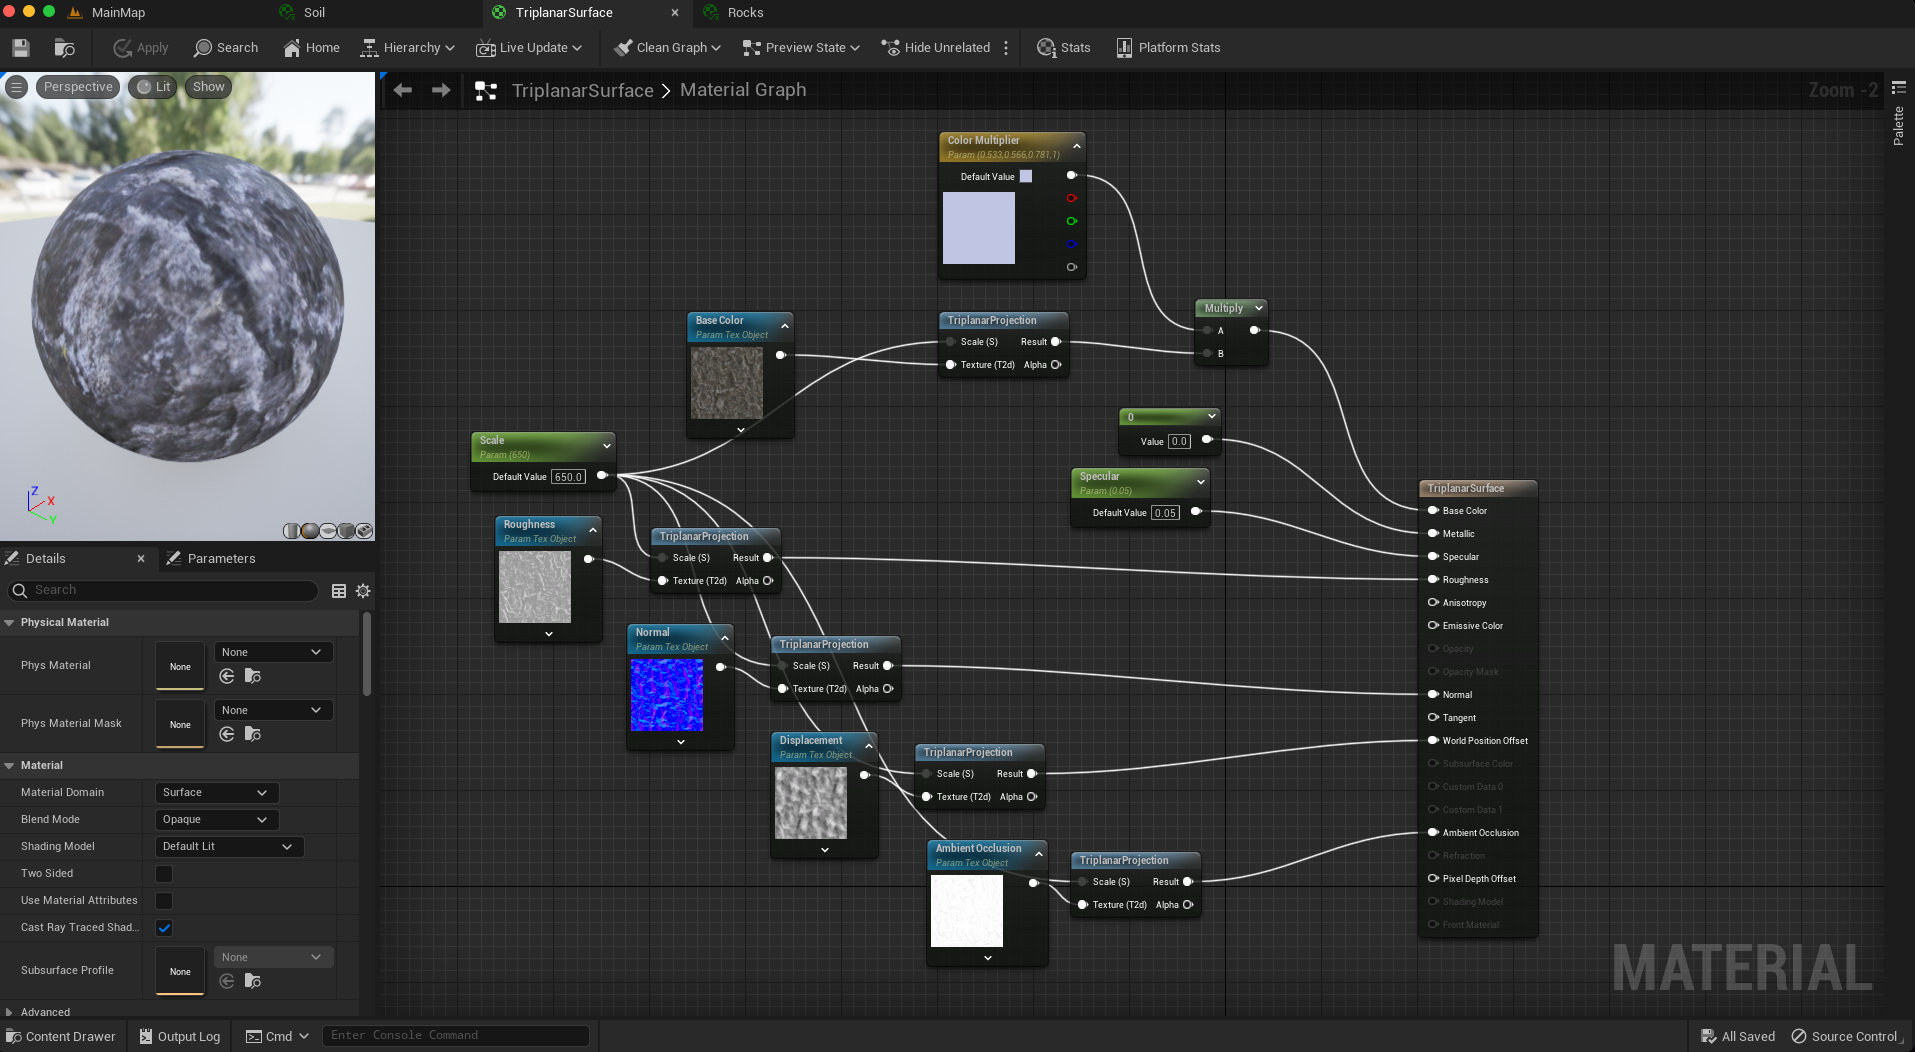 MainMap
Soil
TriplanarSurface
Rocks
Apply
Search
Home
Hierarchy
Live Update
Clean Graph
Preview State
Hide Unrelated
Stats
Platform Stats
Perspective
Lit
Show
TriplanarSurface > Material Graph
Zoom -2
Palette
Color Multiplier
Param (0.533,0.566,0.781,1)
Default Value
Multiply
A
B
Base Color
Param Tex Object
TriplanarProjection
Scale (S) Result
Texture (T2d) Alpha
0
Value 0.0
Scale
Param (650)
Default Value 650.0
Specular
Param (0.05)
Default Value 0.05
Roughness
Param Tex Object
TriplanarProjection
Scale (S) Result
Texture (T2d) Alpha
Normal
Param Tex Object
TriplanarProjection
Scale (S) Result
Texture (T2d) Alpha
Displacement
Param Tex Object
TriplanarProjection
Scale (S) Result
Texture (T2d) Alpha
Ambient Occlusion
Param Tex Object
TriplanarProjection
Scale (S) Result
Texture (T2d) Alpha
TriplanarSurface
Base Color
Metallic
Specular
Roughness
Anisotropy
Emissive Color
Opacity
Opacity Mask
Normal
Tangent
World Position Offset
Subsurface Color
Custom Data 0
Custom Data 1
Ambient Occlusion
Refraction
Pixel Depth Offset
Shading Model
Front Material
MATERIAL
Z
X
Y
Details
Parameters
Search
Physical Material
Phys Material
None
None
Phys Material Mask
None
None
Material
Material Domain
Surface
Blend Mode
Opaque
Shading Model
Default Lit
Two Sided
Use Material Attributes
Cast Ray Traced Shad...
Subsurface Profile
None
None
Advanced
Content Drawer
Output Log
Cmd
Enter Console Command
All Saved
Source Control